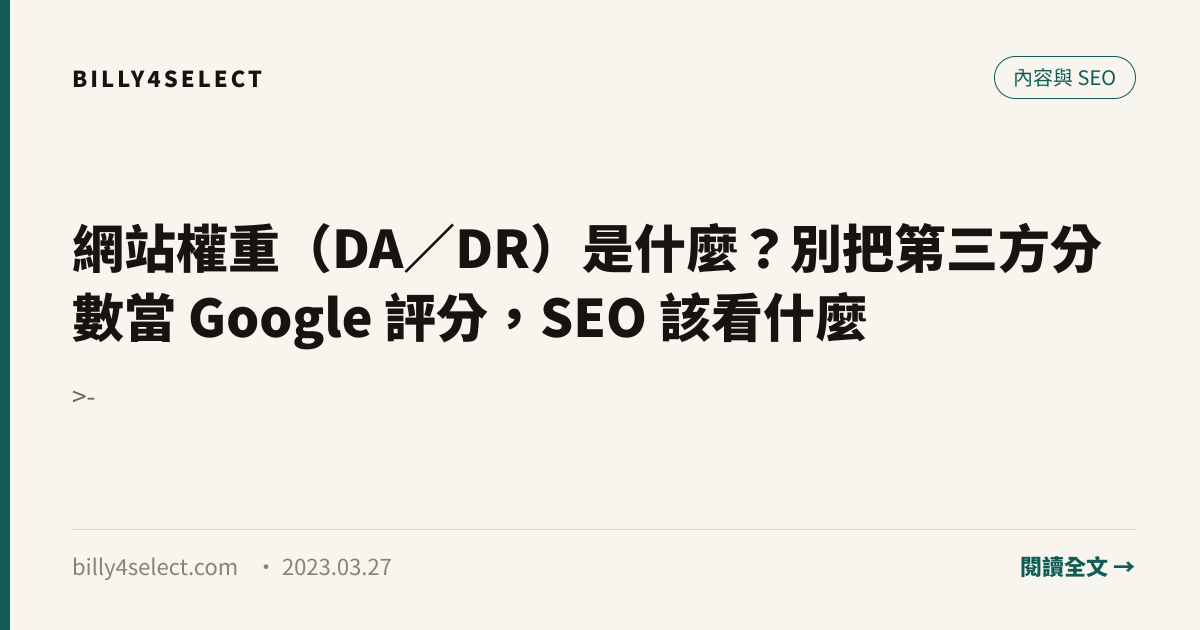 BILLY4SELECT
內容與 SEO
網站權重（DA／DR）是什麼？別把第三方分
數當 Google 評分，SEO 該看什麼
>-
billy4select.com ・ 2023.03.27
閱讀全文 →